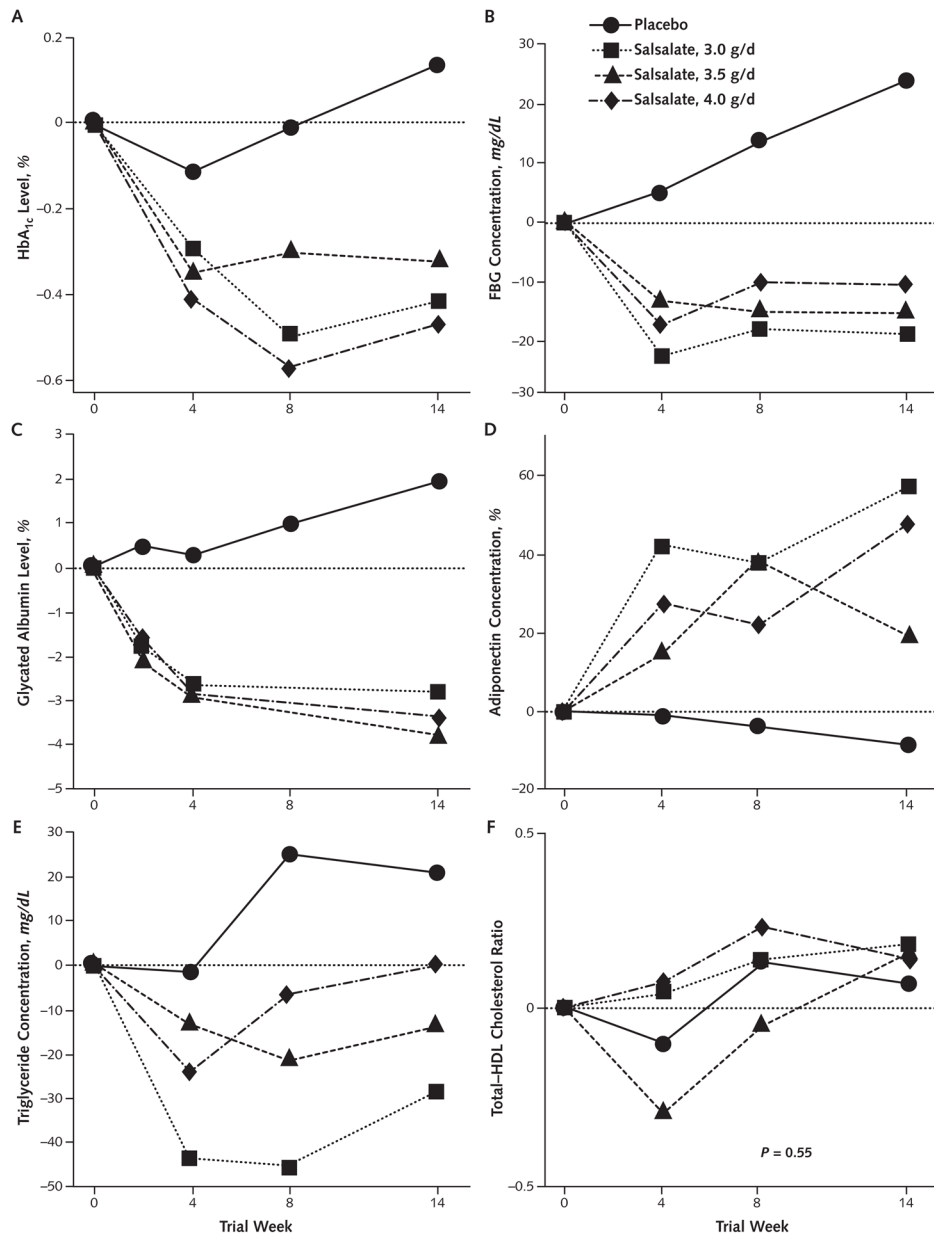 A
HbA1c Level, %
0.2
0
–0.2
–0.4
–0.6
0 4 8 14
B
Placebo
Salsalate, 3.0 g/d
Salsalate, 3.5 g/d
Salsalate, 4.0 g/d
FBG Concentration, mg/dL
30
20
10
0
–10
–20
–30
0 4 8 14
C
Glycated Albumin Level, %
3
2
1
0
–1
–2
–3
–4
–5
0 4 8 14
D
Adiponectin Concentration, %
60
40
20
0
–20
0 4 8 14
E
Triglyceride Concentration, mg/dL
30
20
10
0
–10
–20
–30
–40
–50
0 4 8 14
Trial Week
F
Total–HDL Cholesterol Ratio
0.5
0
–0.5
P = 0.55
0 4 8 14
Trial Week